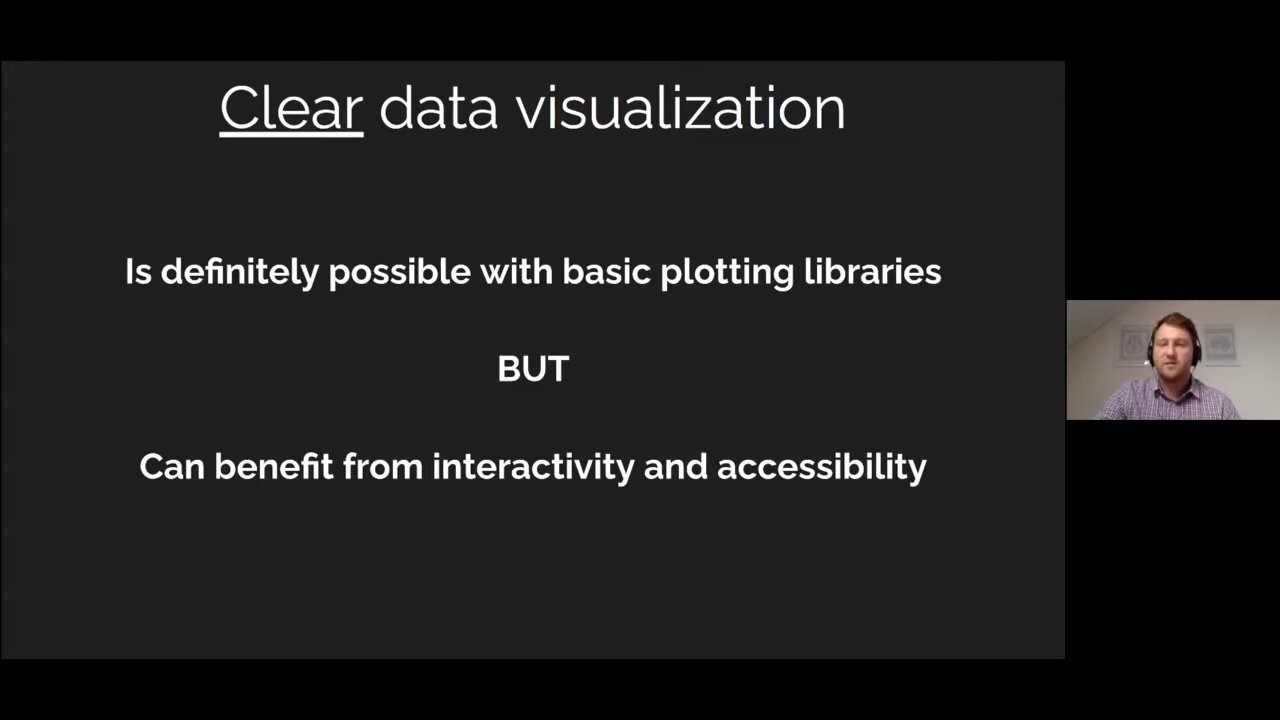 Clear data visualization
Is definitely possible with basic plotting libraries
BUT
Can benefit from interactivity and accessibility